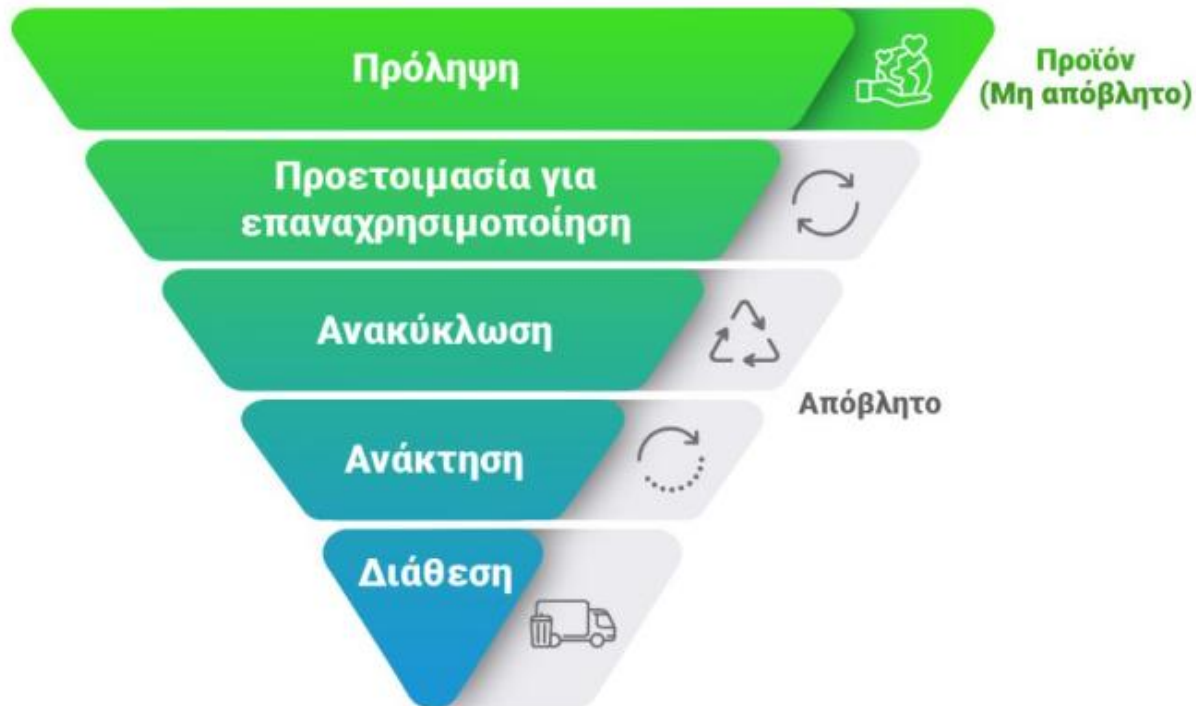 Πρόληψη
Προϊόν
(Μη απόβλητο)
Προετοιμασία για
επαναχρησιμοποίηση
Ανακύκλωση
Απόβλητο
Ανάκτηση
Διάθεση